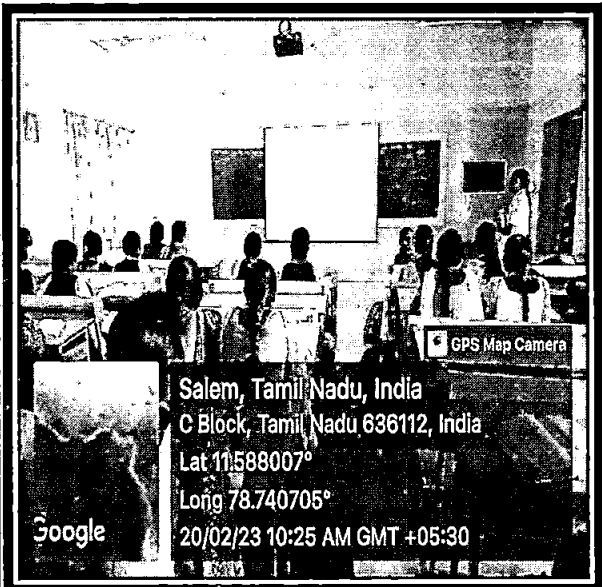 GPS Map Camera
Salem, Tamil Nadu, India
C Block, Tamil Nadu 636112, India
Lat 11.588007°
Long 78.740705°
20/02/23 10:25 AM GMT +05:30
Google